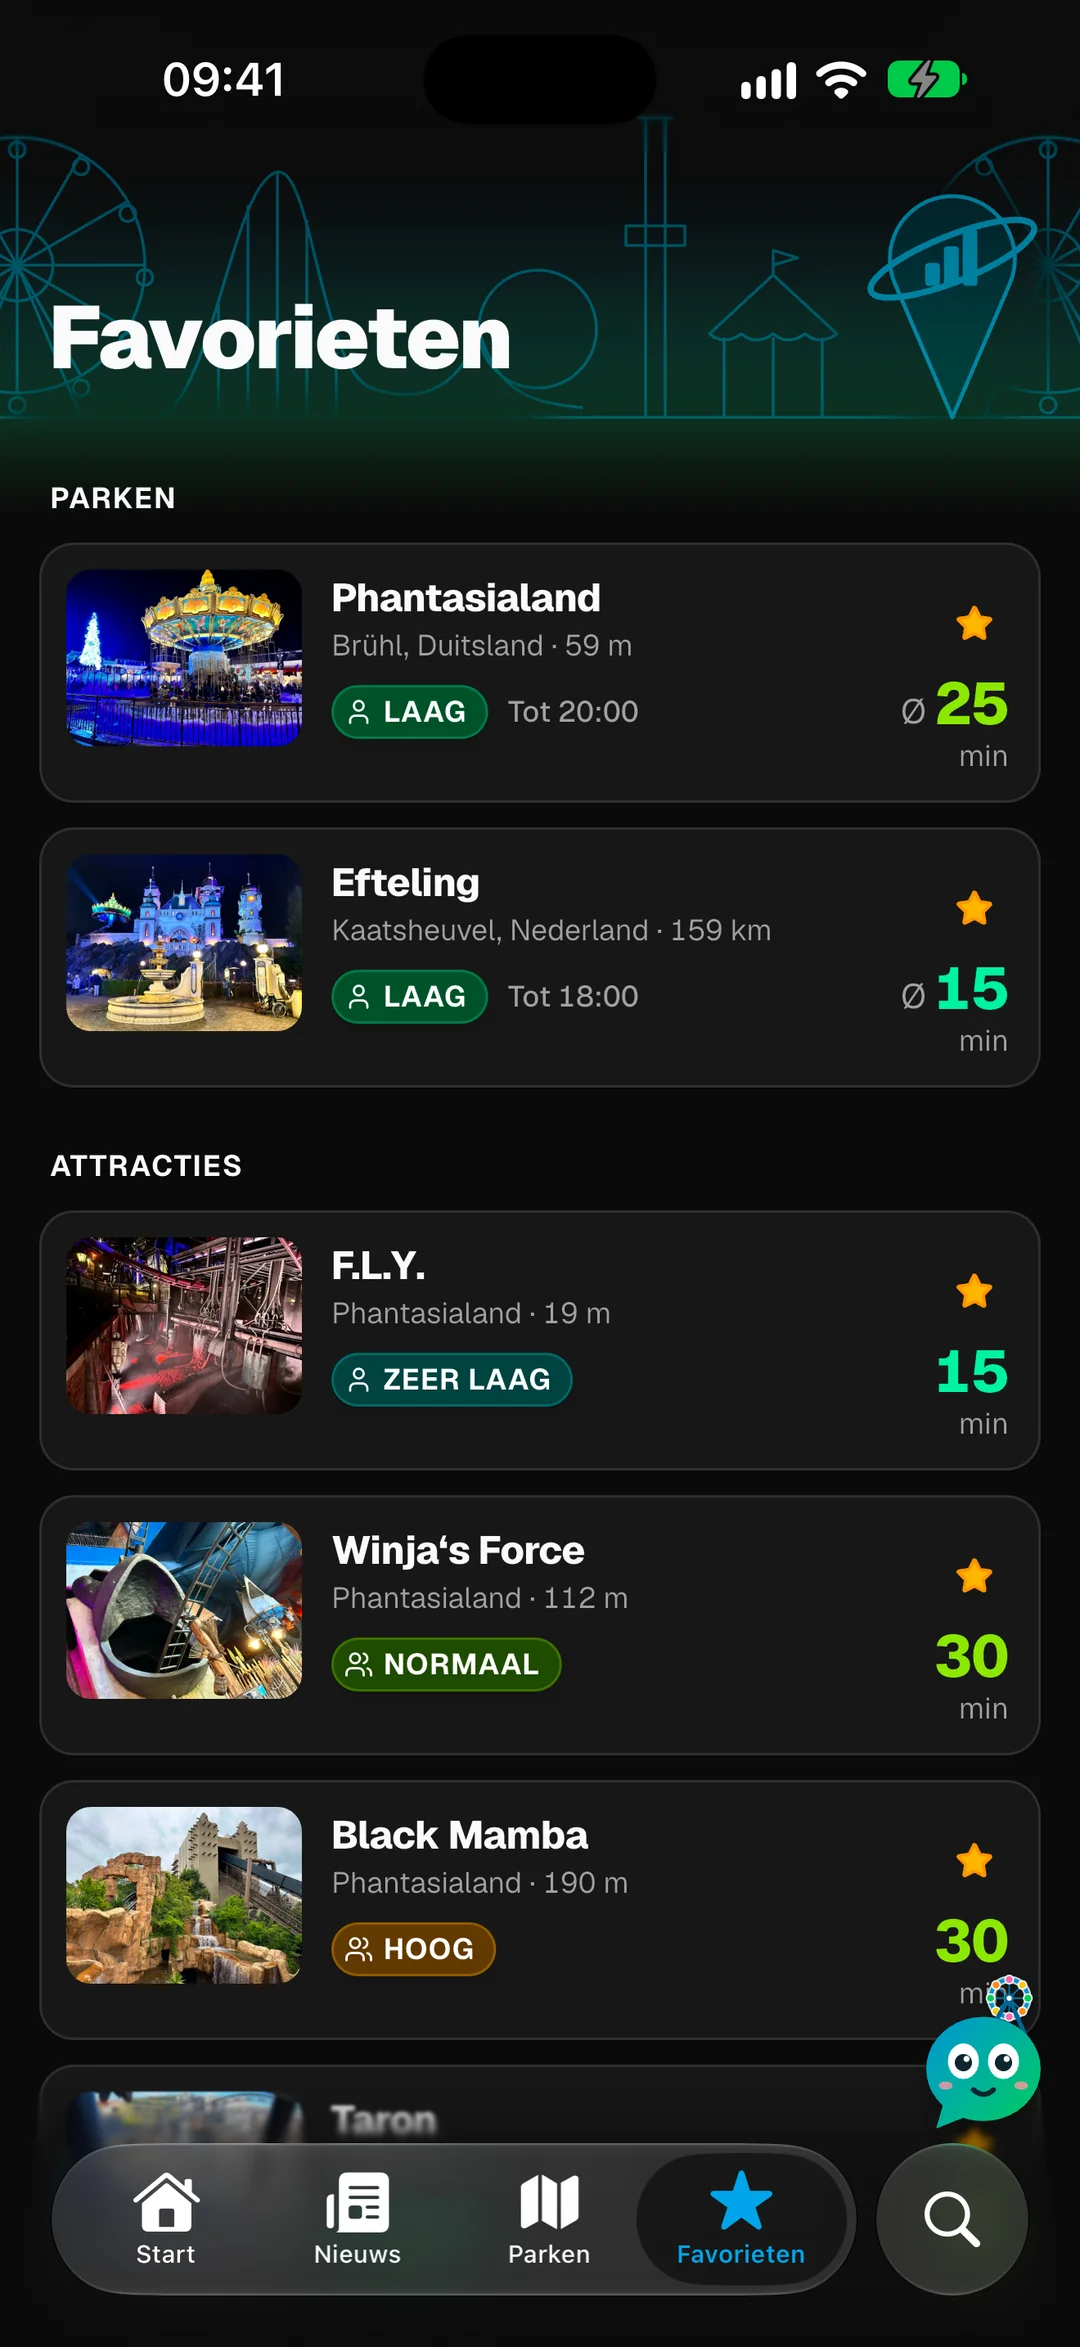 09:41
Favorieten
PARKEN
Phantasialand
Brühl, Duitsland · 59 m
LAAG Tot 20:00
Ø 25
min
Efteling
Kaatsheuvel, Nederland · 159 km
LAAG Tot 18:00
Ø 15
min
ATTRACTIES
F.L.Y.
Phantasialand · 19 m
ZEER LAAG
15
min
Winja‘s Force
Phantasialand · 112 m
NORMAAL
30
min
Black Mamba
Phantasialand · 190 m
HOOG
30
min
Taron
Start Nieuws Parken Favorieten